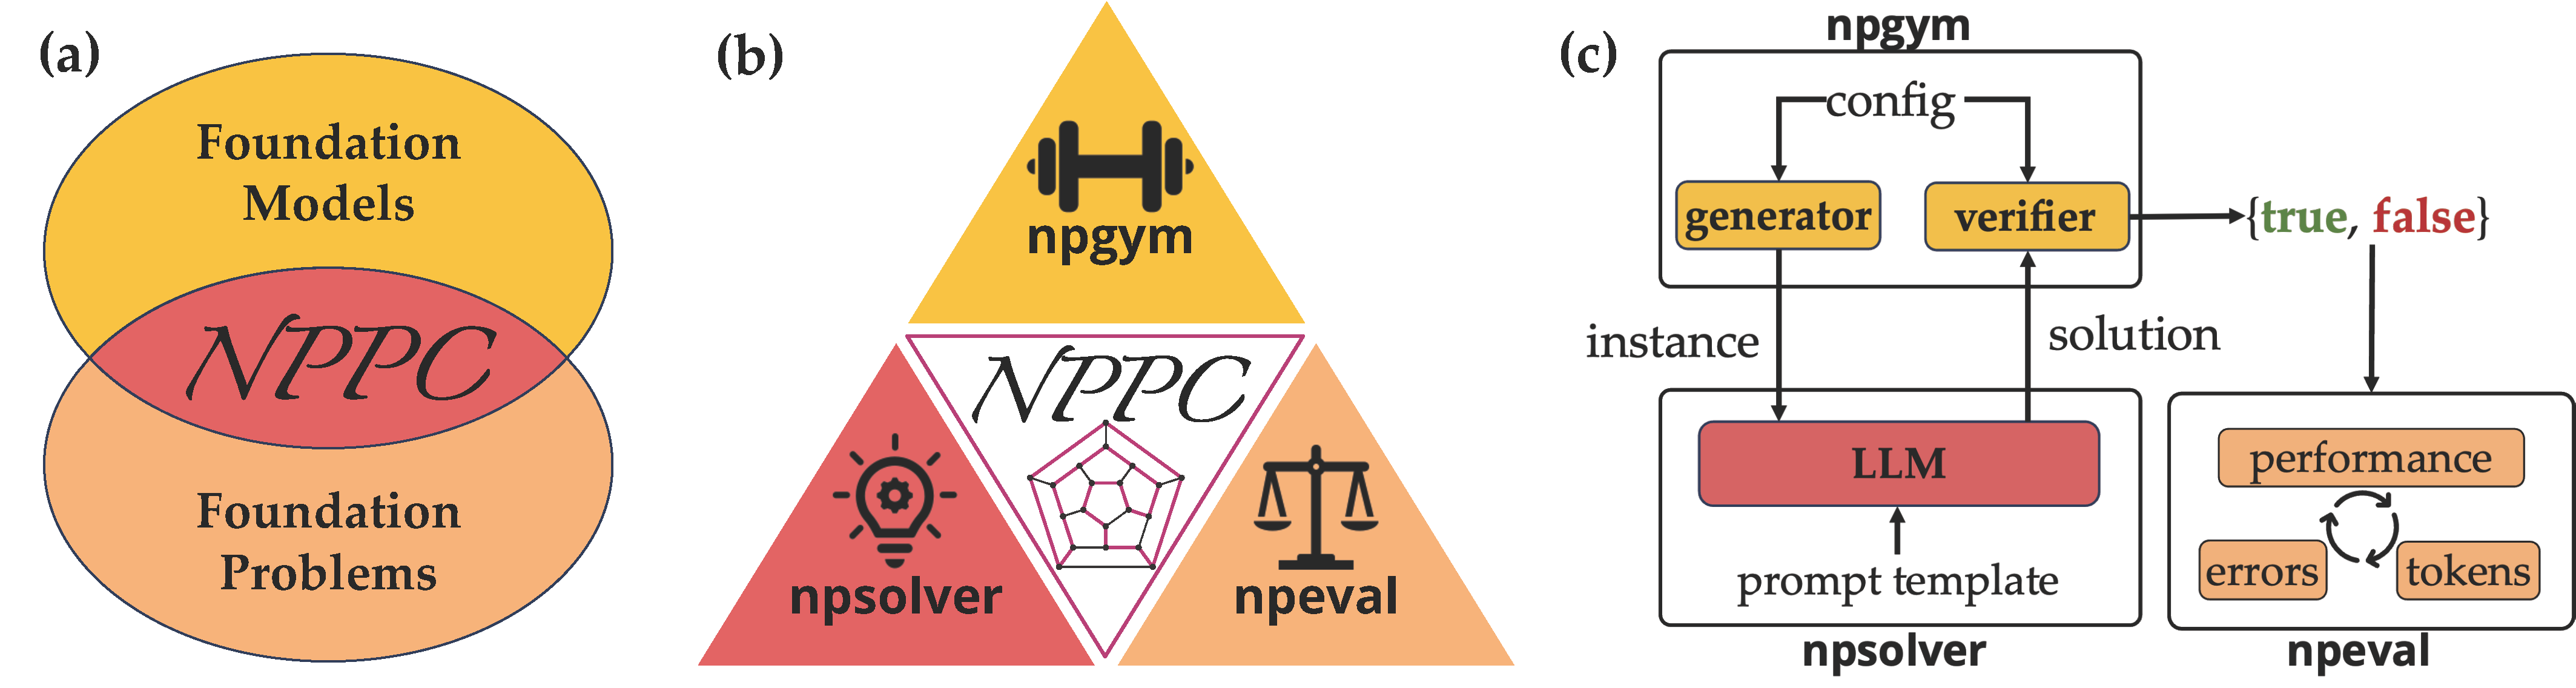 (a)
Foundation
Models
NPPC
Foundation
Problems
(b)
npgym
NPPC
npsolver
npeval
(c)
npgym
config
generator
verifier
{true, false}
instance
solution
LLM
prompt template
npsolver
performance
errors
tokens
npeval